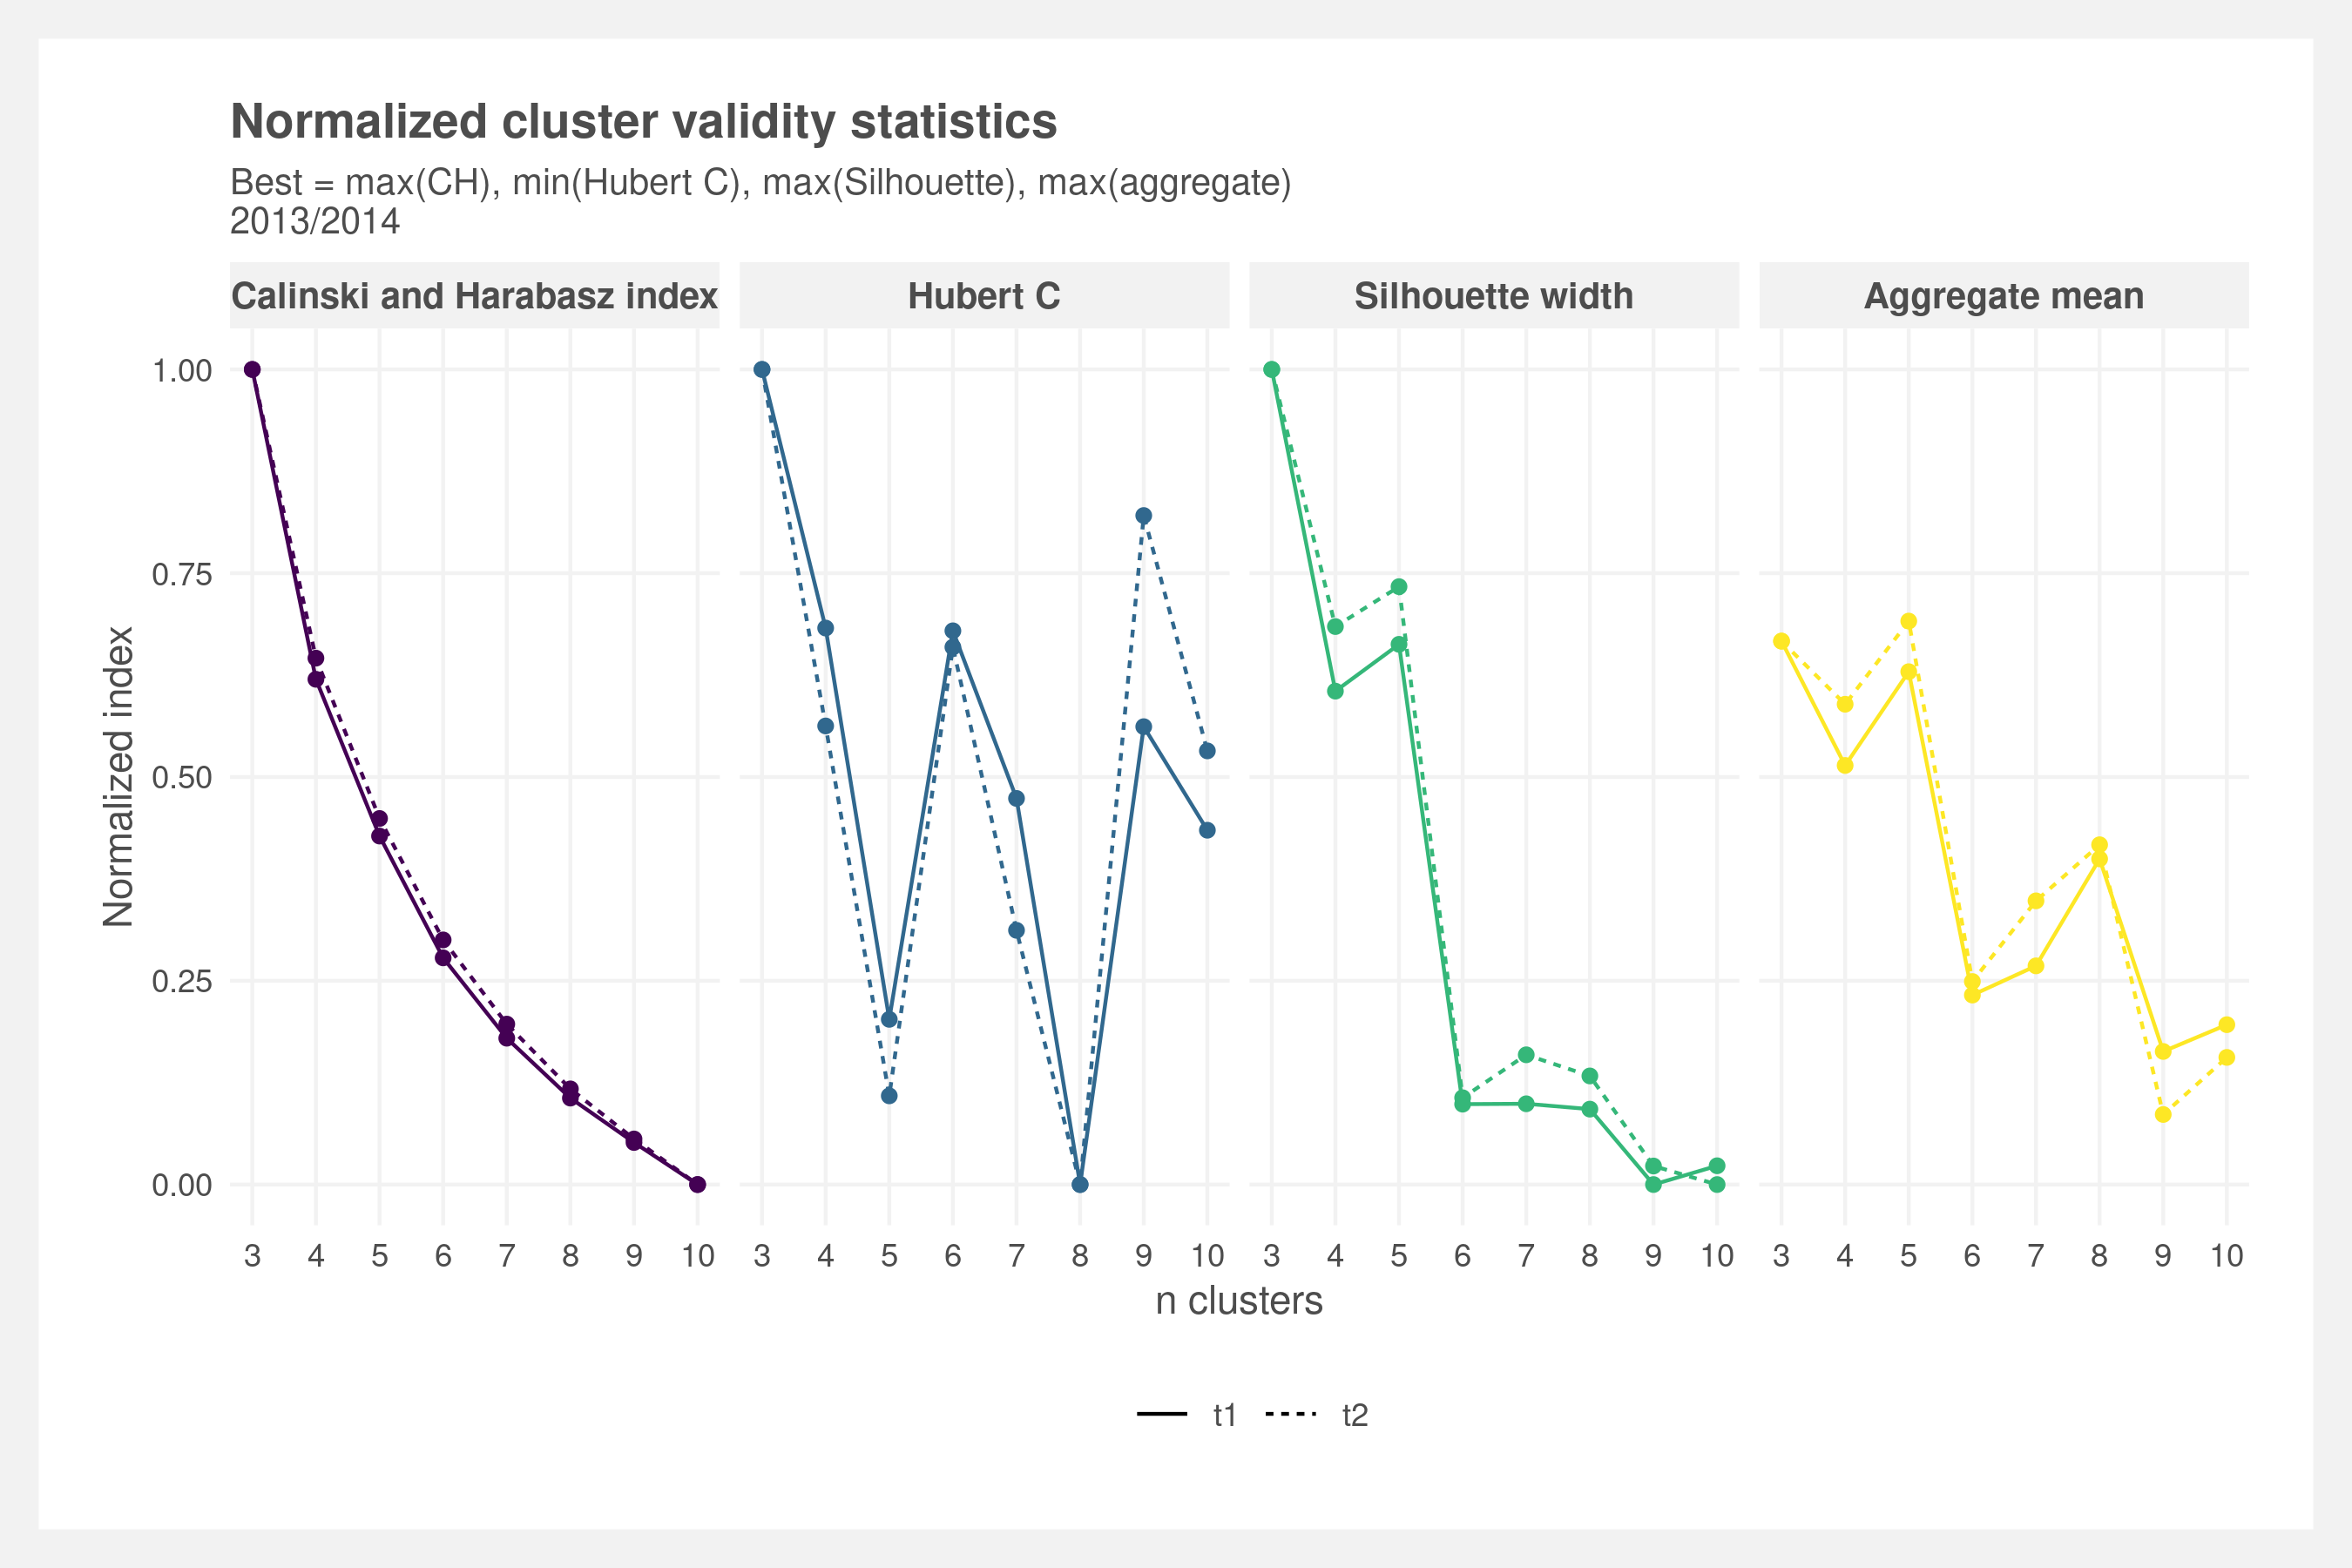 Normalized cluster validity statistics
Best = max(CH), min(Hubert C), max(Silhouette), max(aggregate)
2013/2014
Calinski and Harabasz index
Hubert C
Silhouette width
Aggregate mean
Normalized index
1.00
0.75
0.50
0.25
0.00
3 4 5 6 7 8 9 10
3 4 5 6 7 8 9 10
3 4 5 6 7 8 9 10
3 4 5 6 7 8 9 10
n clusters
t1 t2